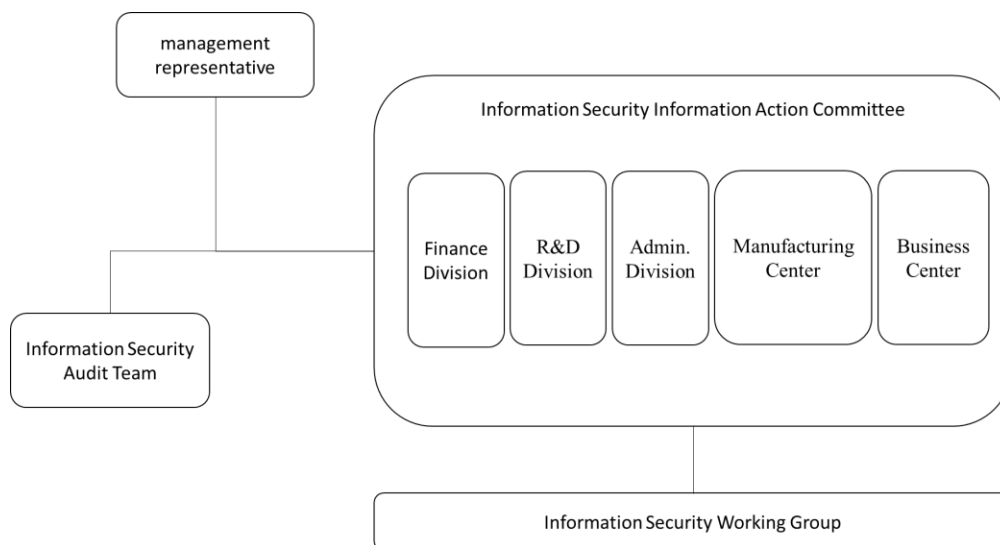 management
representative
Information Security Information Action Committee
Finance
Division
R&D
Division
Admin.
Division
Manufacturing
Center
Business
Center
Information Security
Audit Team
Information Security Working Group